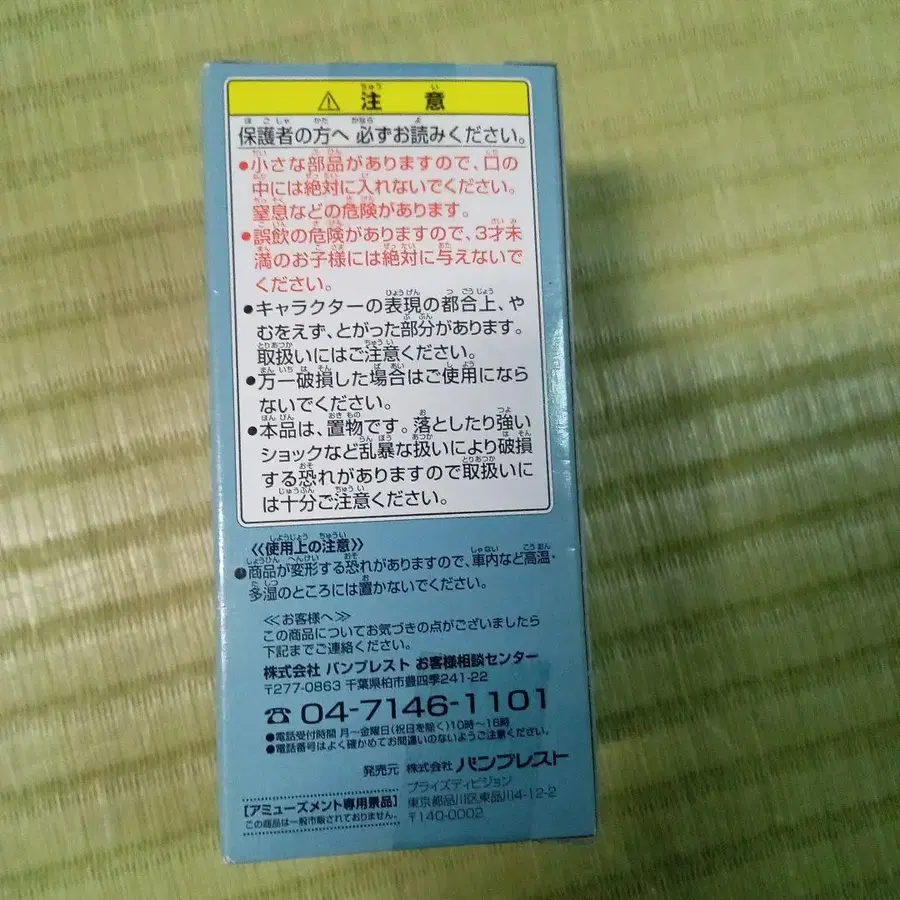 ⚠ 注意
保護者の方へ 必ずお読みください。
●小さな部品がありますので、口の
中には絶対に入れないでください。
窒息などの危険があります。
●誤飲の危険がありますので、3才未
満のお子様には絶対に与えないで
ください。
●キャラクターの表現の都合上、や
むをえず、とがった部分があります。
取扱いにはご注意ください。
●万一破損した場合はご使用になら
ないでください。
●本品は、置物です。落としたり強い
ショックなど乱暴な扱いにより破損
する恐れがありますので取扱いに
は十分ご注意ください。
≪使用上の注意≫
●商品が変形する恐れがありますので、車内など高温・
多湿のところには置かないでください。
≪お客様へ≫
この商品についてお気づきの点がございましたら
下記までご連絡ください。
株式会社 バンプレスト お客様相談センター
〒277-0863 千葉県柏市豊四季241-22
☎ 04-7146-1101
●電話受付時間 月〜金曜日(祝日を除く)10時〜16時
●電話番号はよく確かめてお間違いのないようご注意ください。
発売元 株式会社 バンプレスト
プライズディビジョン
東京都品川区東品川4-12-2
〒140-0002
[アミューズメント専用景品]
この商品は一般市販されておりません。